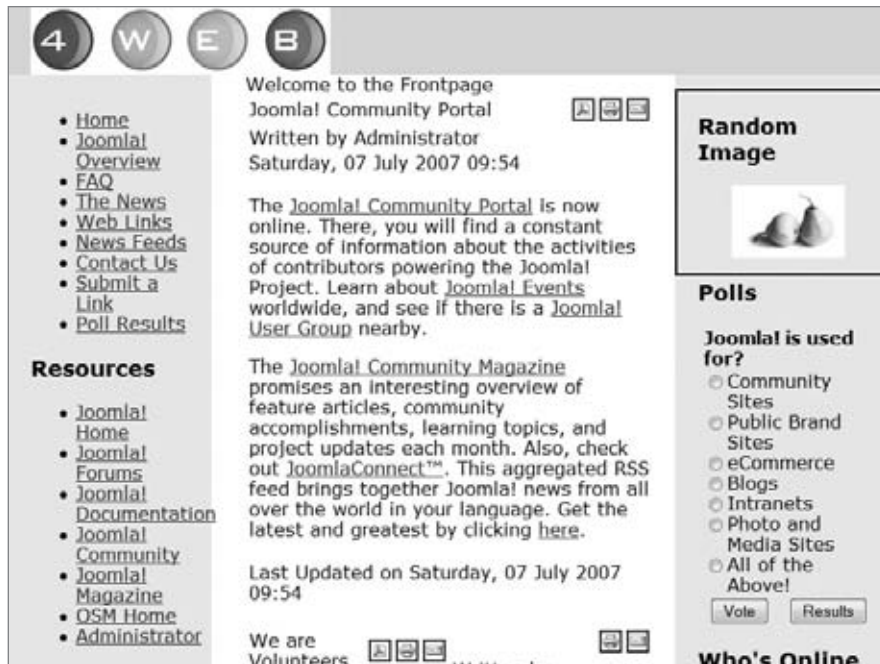 4 W E B
Home
Joomla!
Overview
FAQ
The News
Web Links
News Feeds
Contact Us
Submit a
Link
Poll Results
Resources
Joomla!
Home
Joomla!
Forums
Joomla!
Documentation
Joomla!
Community
Joomla!
Magazine
OSM Home
Administrator
Welcome to the Frontpage
Joomla! Community Portal
Written by Administrator
Saturday, 07 July 2007 09:54
The Joomla! Community Portal is now
online. There, you will find a constant
source of information about the activities
of contributors powering the Joomla!
Project. Learn about Joomla! Events
worldwide, and see if there is a Joomla!
User Group nearby.
The Joomla! Community Magazine
promises an interesting overview of
feature articles, community
accomplishments, learning topics, and
project updates each month. Also, check
out JoomlaConnect™. This aggregated RSS
feed brings together Joomla! news from all
over the world in your language. Get the
latest and greatest by clicking here.
Last Updated on Saturday, 07 July 2007
09:54
We are
Volunteers
Random
Image
Polls
Joomla! is used
for?
Community
Sites
Public Brand
Sites
eCommerce
Blogs
Intranets
Photo and
Media Sites
All of the
Above!
Vote Results
Who's Online